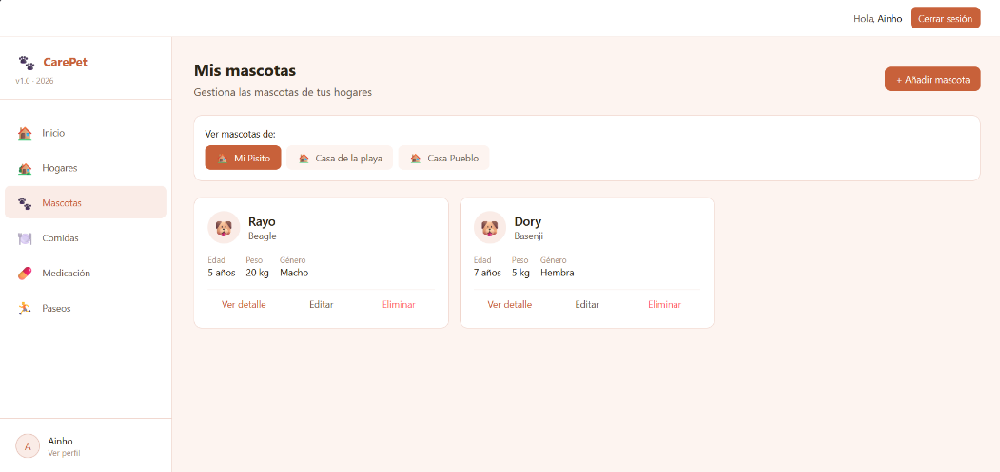 Hola, Ainho
Cerrar sesión
CarePet
v1.0 - 2026
Inicio
Hogares
Mascotas
Comidas
Medicación
Paseos
Ainho
Ver perfil
A
Mis mascotas
Gestiona las mascotas de tus hogares
+ Añadir mascota
Ver mascotas de:
Mi Pisito
Casa de la playa
Casa Pueblo
Rayo
Beagle
Edad Peso Género
5 años 20 kg Macho
Ver detalle Editar Eliminar
Dory
Basenji
Edad Peso Género
7 años 5 kg Hembra
Ver detalle Editar Eliminar